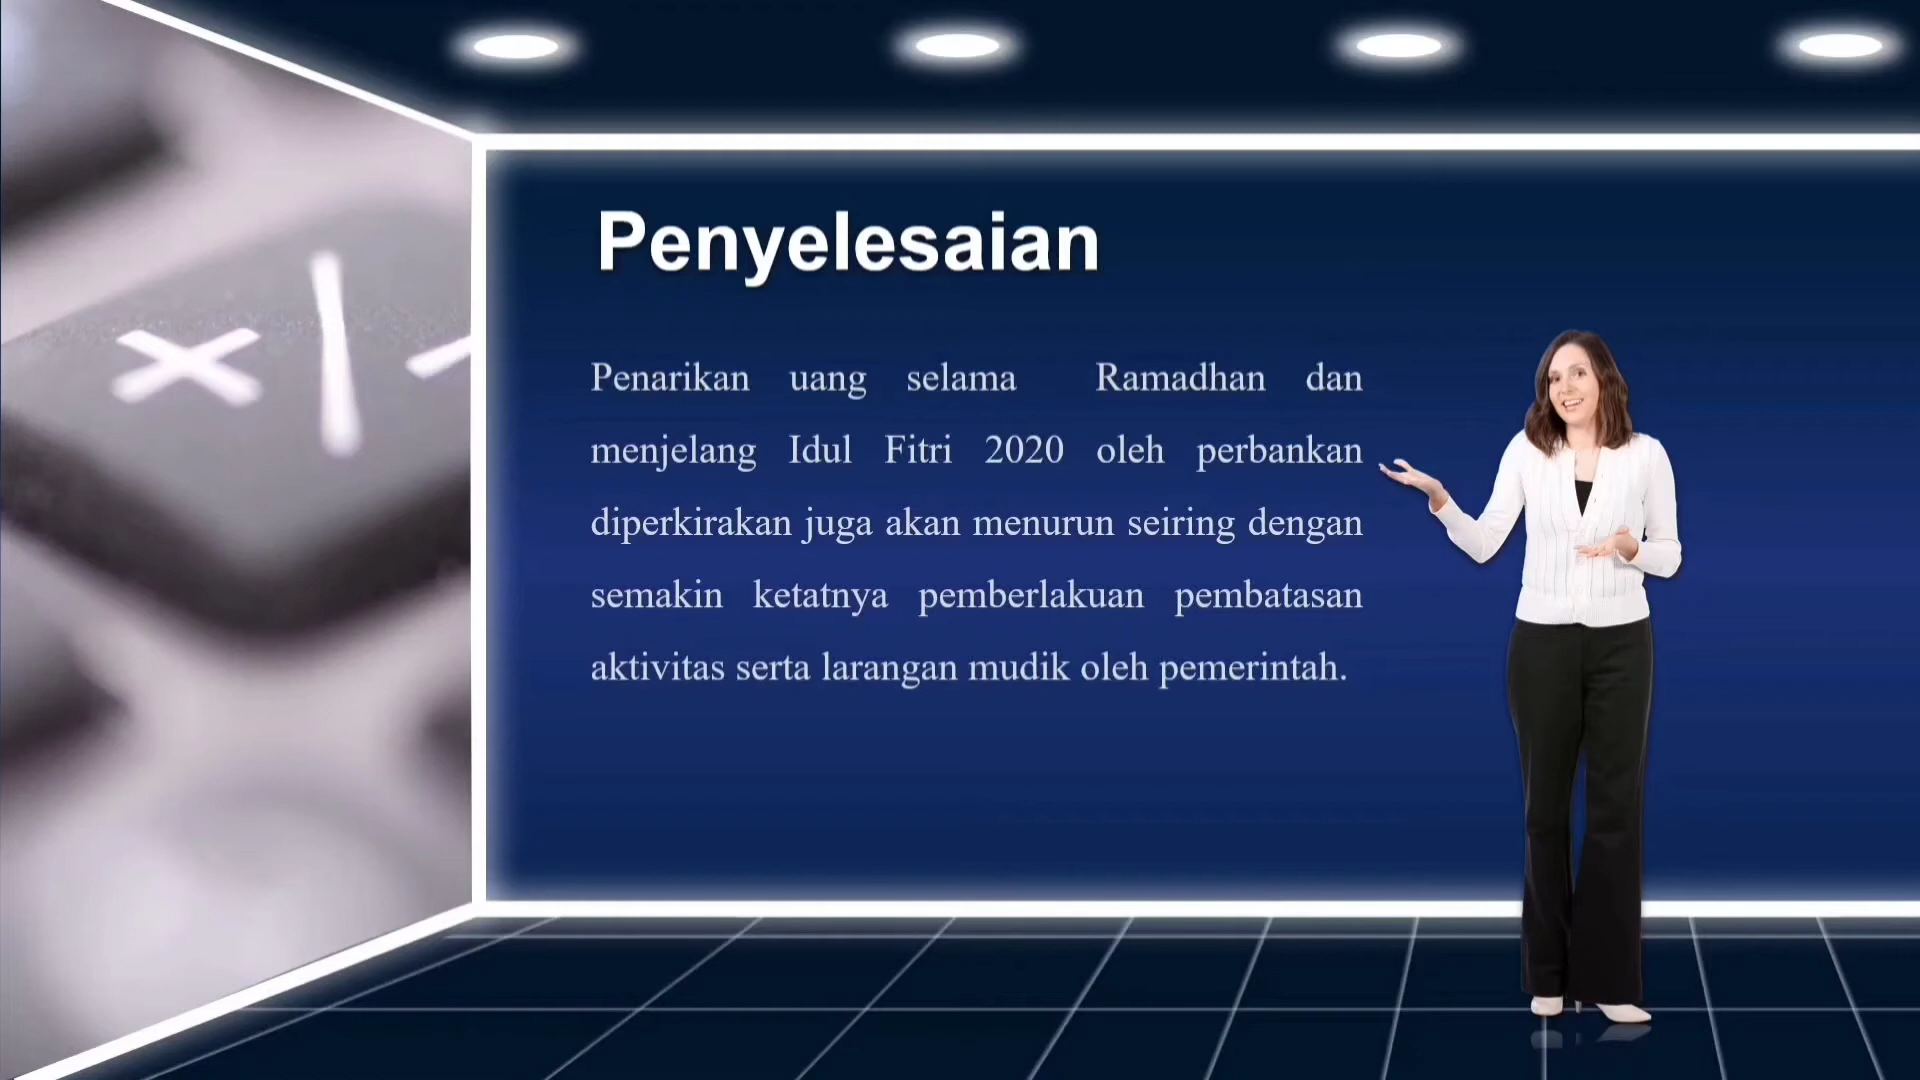 Penyelesaian
Penarikan uang selama Ramadhan dan
menjelang Idul Fitri 2020 oleh perbankan
diperkirakan juga akan menurun seiring dengan
semakin ketatnya pemberlakuan pembatasan
aktivitas serta larangan mudik oleh pemerintah.